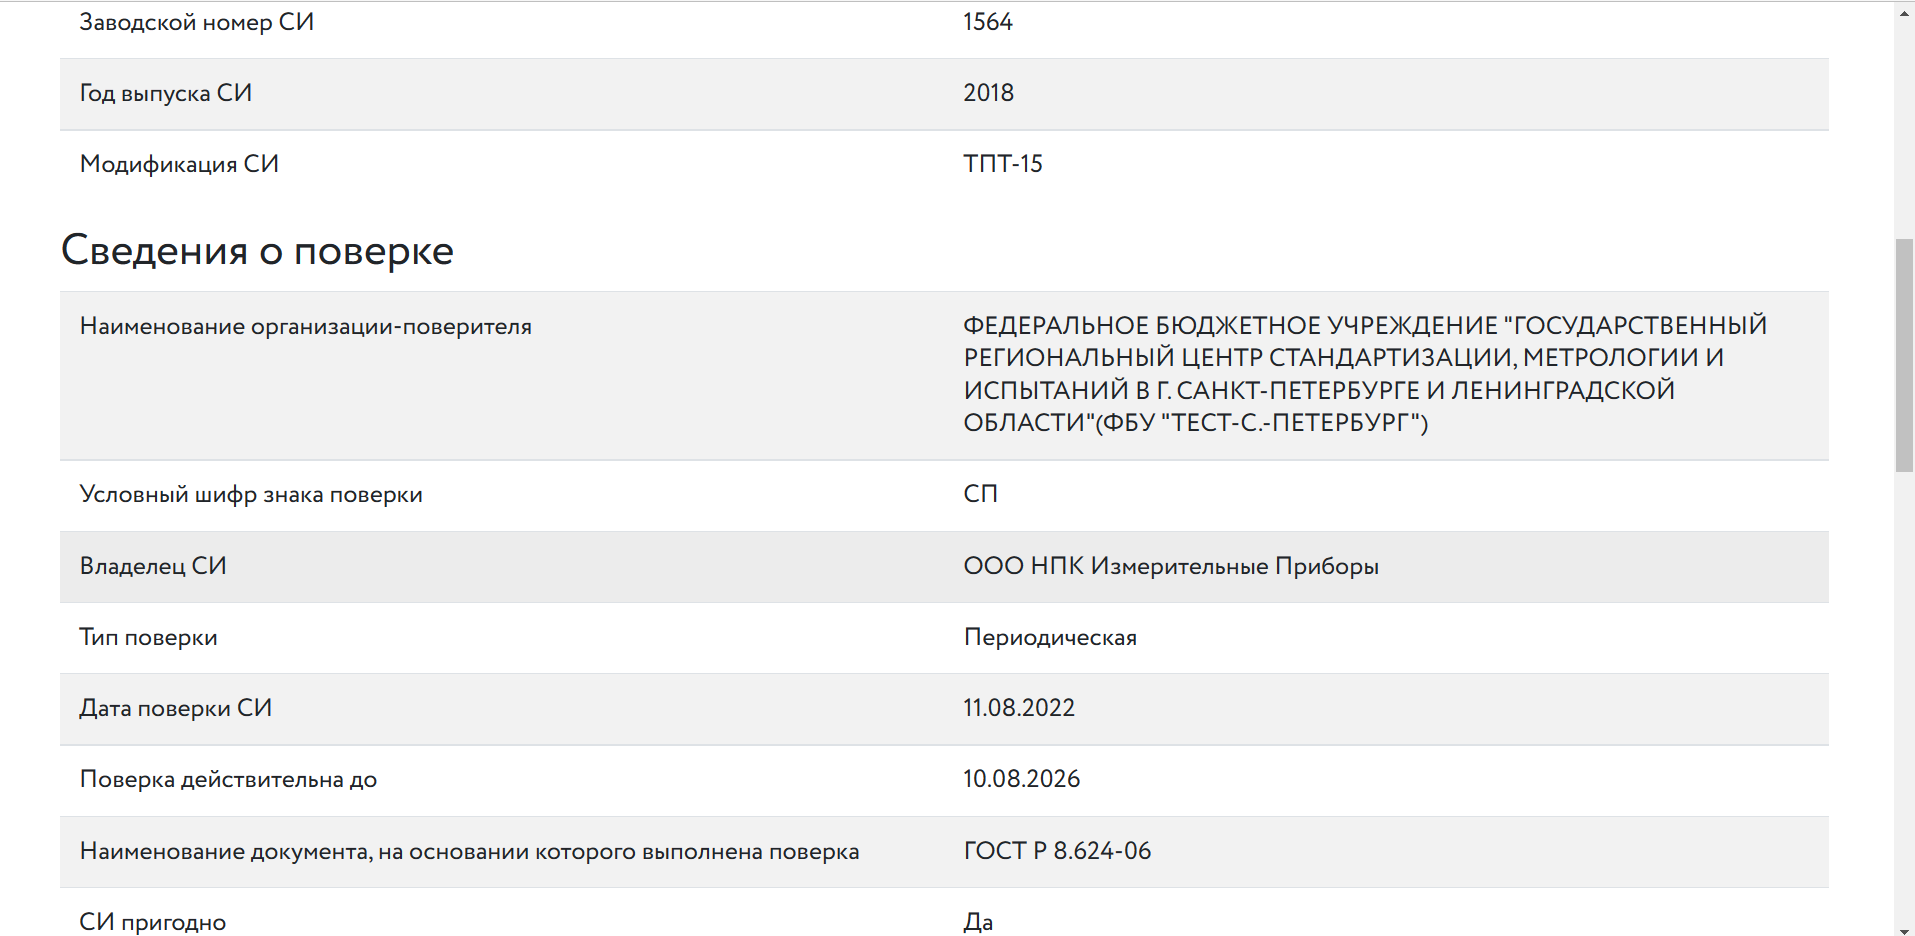 Заводской номер СИ 1564
Год выпуска СИ 2018
Модификация СИ ТПТ-15
Сведения о поверке
Наименование организации-поверителя ФЕДЕРАЛЬНОЕ БЮДЖЕТНОЕ УЧРЕЖДЕНИЕ "ГОСУДАРСТВЕННЫЙ
РЕГИОНАЛЬНЫЙ ЦЕНТР СТАНДАРТИЗАЦИИ, МЕТРОЛОГИИ И
ИСПЫТАНИЙ В Г. САНКТ-ПЕТЕРБУРГЕ И ЛЕНИНГРАДСКОЙ
ОБЛАСТИ"(ФБУ "ТЕСТ-С.-ПЕТЕРБУРГ")
Условный шифр знака поверки СП
Владелец СИ ООО НПК Измерительные Приборы
Тип поверки Периодическая
Дата поверки СИ 11.08.2022
Поверка действительна до 10.08.2026
Наименование документа, на основании которого выполнена поверка ГОСТ Р 8.624-06
СИ пригодно Да